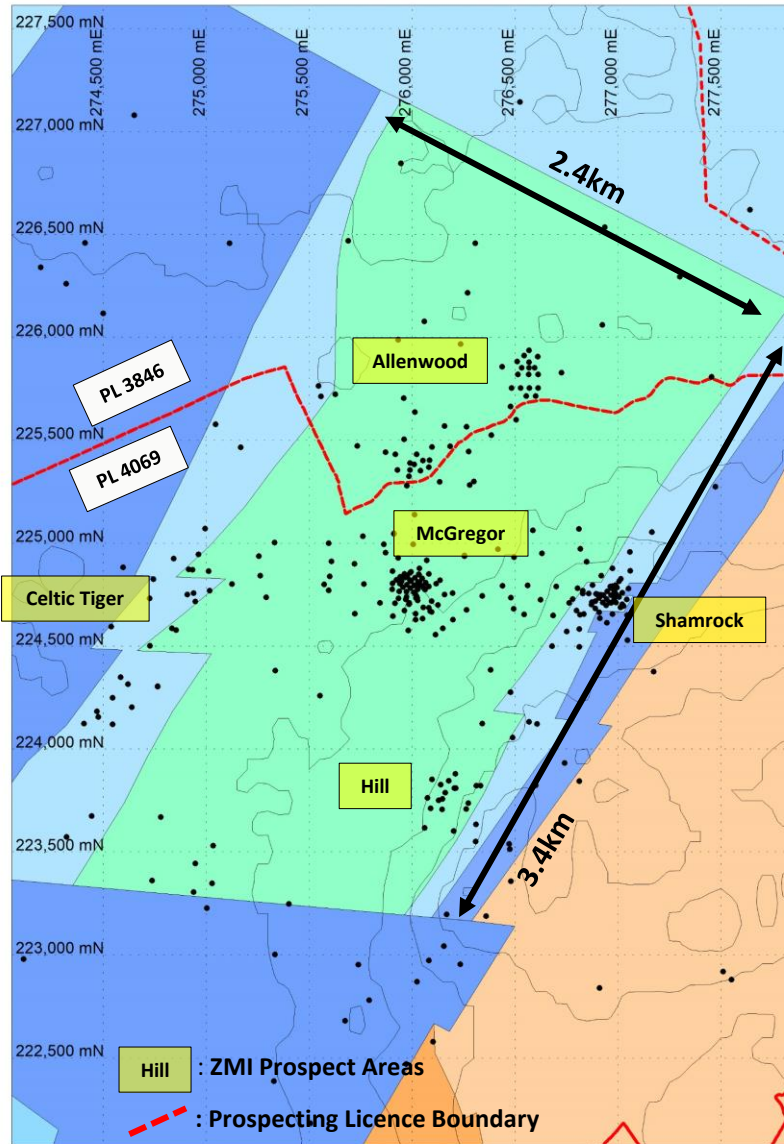 227,500 mN
274,500 mE
275,000 mE
275,500 mE
276,000 mE
276,500 mE
277,000 mE
277,500 mE
227,000 mN
2.4km
226,500 mN
226,000 mN
Allenwood
PL 3846
225,500 mN
PL 4069
225,000 mN
McGregor
Celtic Tiger
Shamrock
224,500 mN
224,000 mN
Hill
3.4km
223,500 mN
223,000 mN
222,500 mN
Hill : ZMI Prospect Areas
: Prospecting Licence Boundary